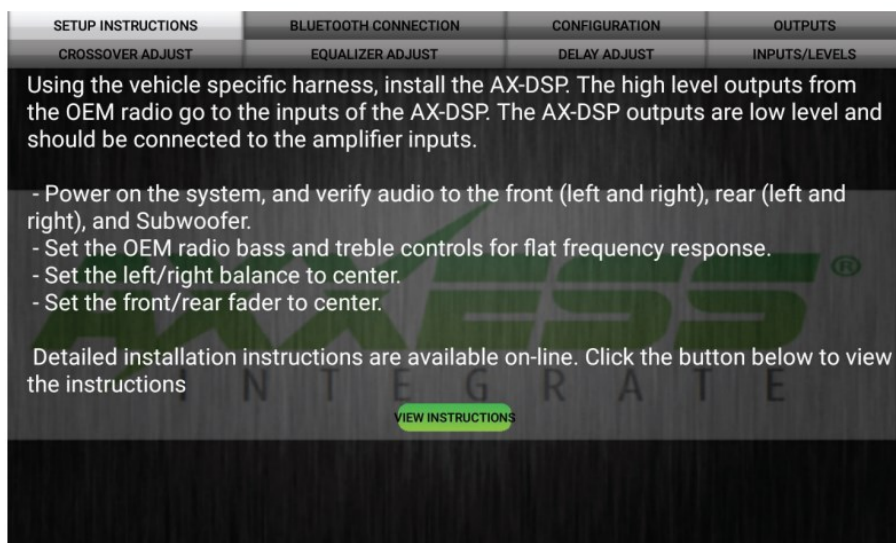 SETUP INSTRUCTIONS BLUETOOTH CONNECTION CONFIGURATION OUTPUTS
CROSSOVER ADJUST EQUALIZER ADJUST DELAY ADJUST INPUTS/LEVELS
Using the vehicle specific harness, install the AX-DSP. The high level outputs from
the OEM radio go to the inputs of the AX-DSP. The AX-DSP outputs are low level and
should be connected to the amplifier inputs.
- Power on the system, and verify audio to the front (left and right), rear (left and
right), and Subwoofer.
- Set the OEM radio bass and treble controls for flat frequency response.
- Set the left/right balance to center.
- Set the front/rear fader to center.
AXXESS®
Detailed installation instructions are available on-line. Click the button below to view
the instructions
INTEGRATE
VIEW INSTRUCTIONS